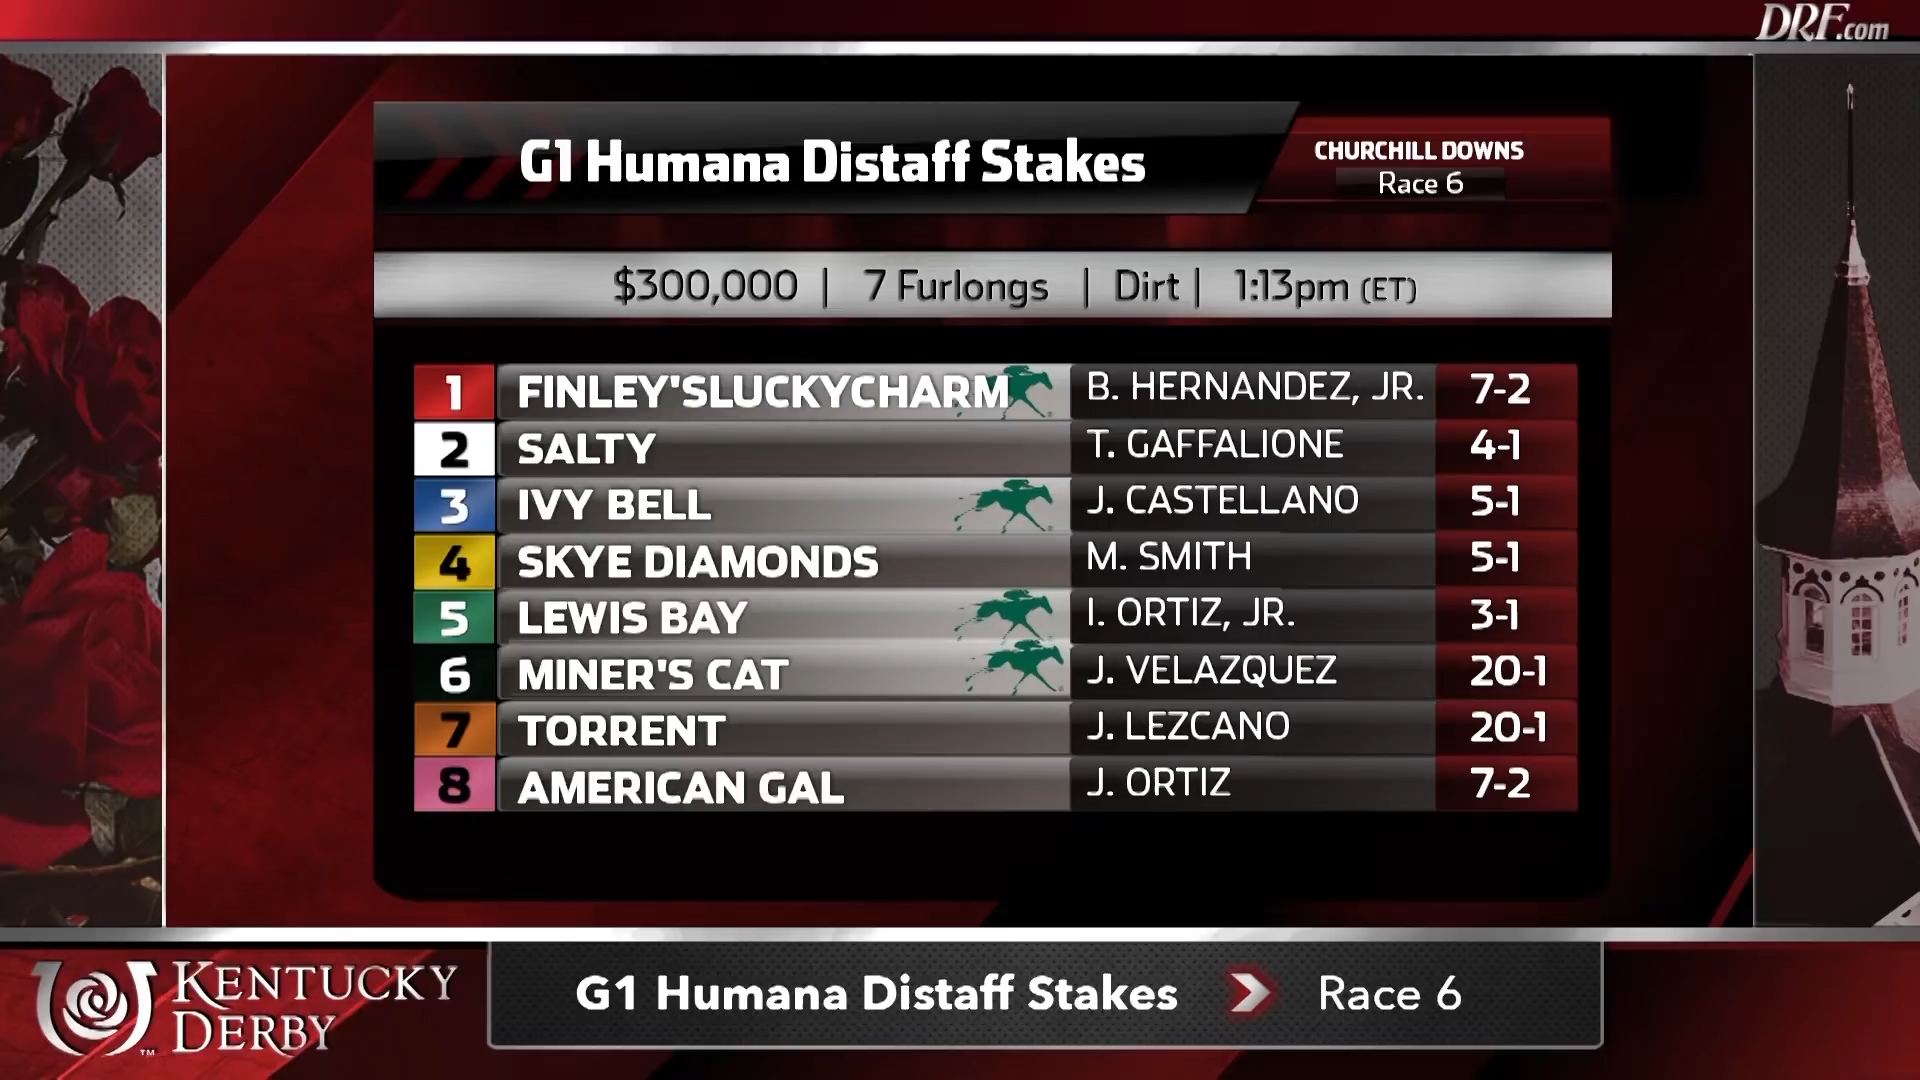 DRF.com
G1 Humana Distaff Stakes
CHURCHILL DOWNS
Race 6
$300,000 | 7 Furlongs | Dirt | 1:13pm (ET)
1 FINLEY'SLUCKYCHARM B. HERNANDEZ, JR. 7-2
2 SALTY T. GAFFALIONE 4-1
3 IVY BELL J. CASTELLANO 5-1
4 SKYE DIAMONDS M. SMITH 5-1
5 LEWIS BAY I. ORTIZ, JR. 3-1
6 MINER'S CAT J. VELAZQUEZ 20-1
7 TORRENT J. LEZCANO 20-1
8 AMERICAN GAL J. ORTIZ 7-2
KENTUCKY
DERBY
TM
G1 Humana Distaff Stakes Race 6